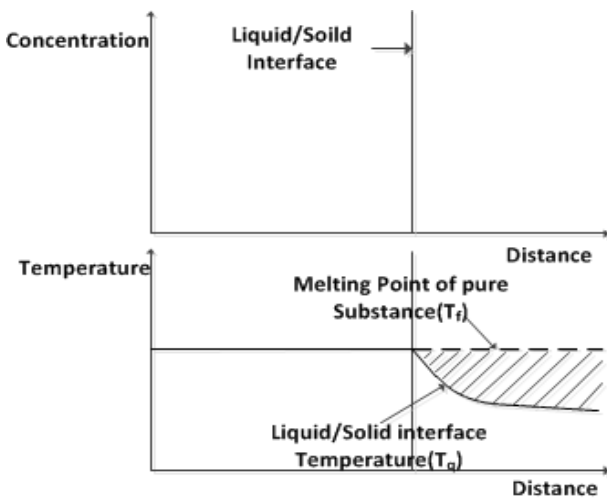 Concentration
Liquid/Soild
Interface
Distance
Temperature
Melting Point of pure
Substance(Tf)
Liquid/Solid interface
Temperature(Tq)
Distance